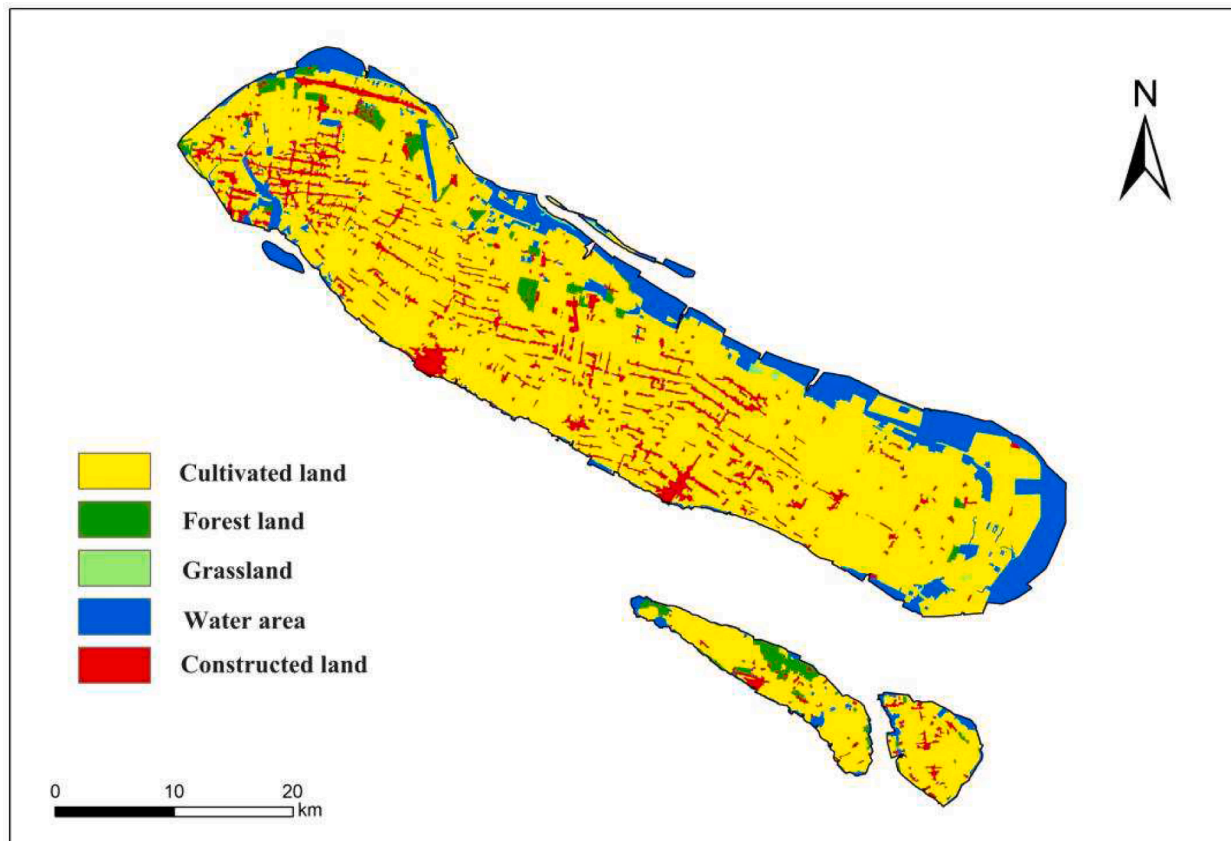 N
Cultivated land
Forest land
Grassland
Water area
Constructed land
0 10 20
km